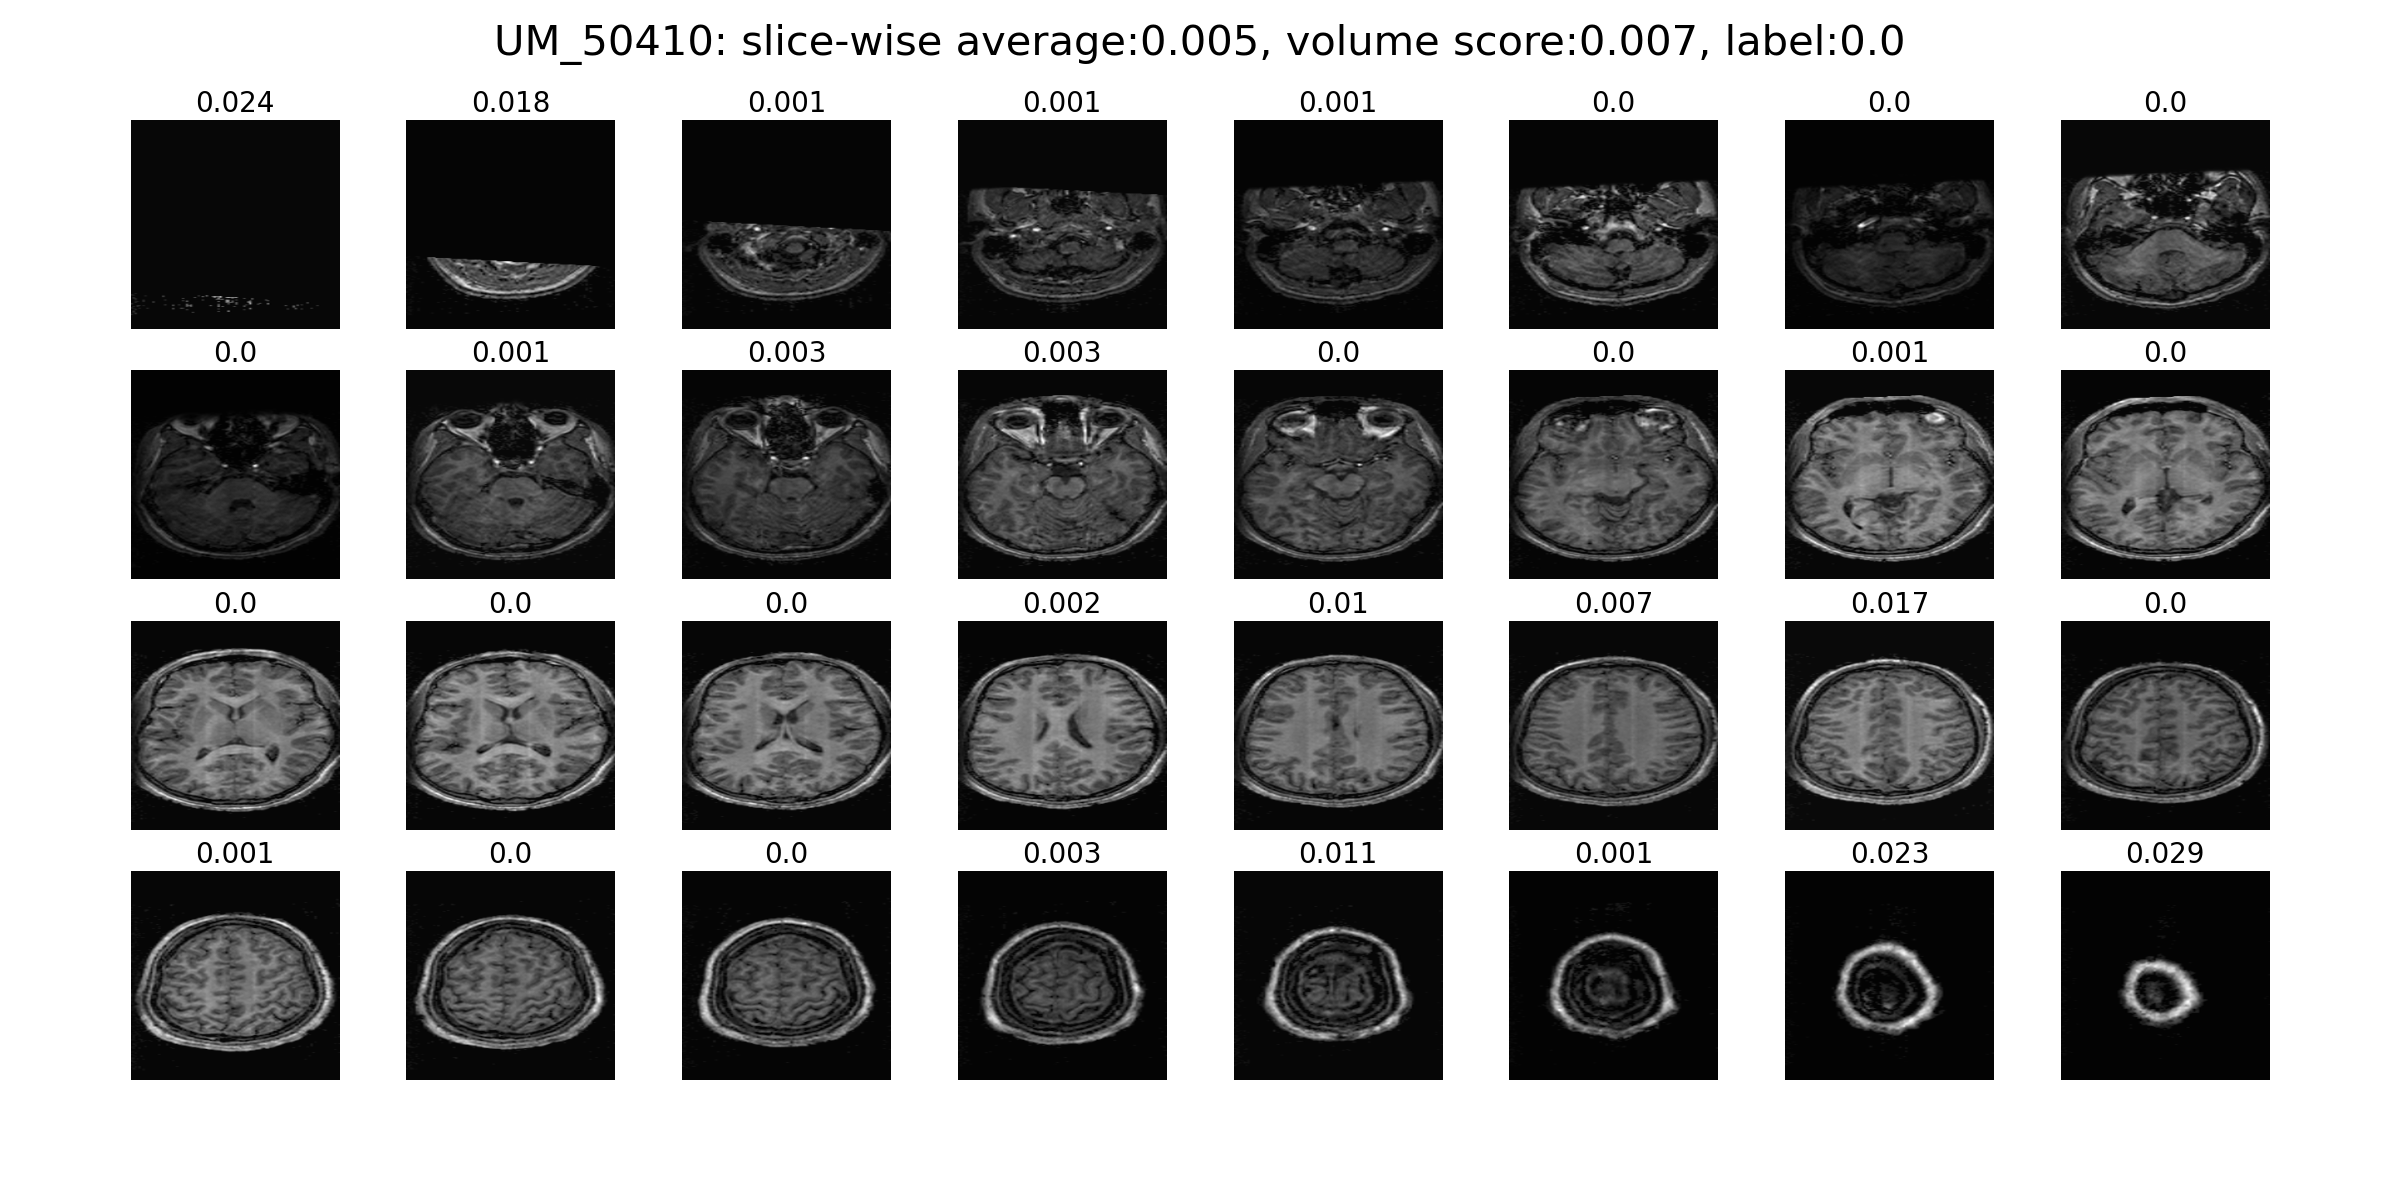 UM_50410: slice-wise average:0.005, volume score:0.007, label:0.0
0.024 0.018 0.001 0.001 0.001 0.0 0.0 0.0
0.0 0.001 0.003 0.003 0.0 0.0 0.001 0.0
0.0 0.0 0.0 0.002 0.01 0.007 0.017 0.0
0.001 0.0 0.0 0.003 0.011 0.001 0.023 0.029